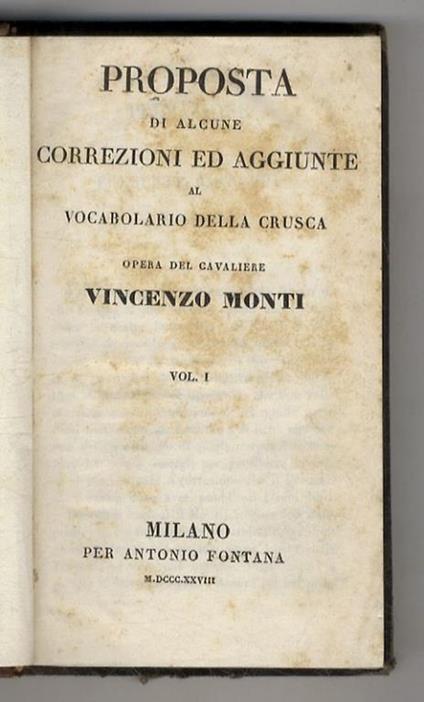 PROPOSTA
DI ALCUNE
CORREZIONI ED AGGIUNTE
AL
VOCABOLARIO DELLA CRUSCA
OPERA DEL CAVALIERE
VINCENZO MONTI
VOL. I
MILANO
PER ANTONIO FONTANA
M.DCCC.XXVIII